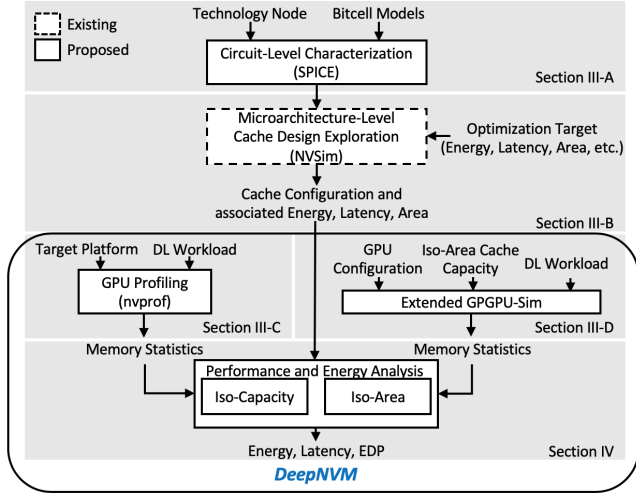 Existing
Proposed
Technology Node
Bitcell Models
Circuit-Level Characterization
(SPICE)
Section III-A
Microarchitecture-Level
Cache Design Exploration
(NVSim)
Optimization Target
(Energy, Latency, Area, etc.)
Cache Configuration and
associated Energy, Latency, Area
Section III-B
Target Platform
DL Workload
GPU Profiling
(nvprof)
Section III-C
GPU
Configuration
Iso-Area Cache
Capacity
DL Workload
Extended GPGPU-Sim
Section III-D
Memory Statistics
Memory Statistics
Performance and Energy Analysis
Iso-Capacity
Iso-Area
Energy, Latency, EDP
Section IV
DeepNVM